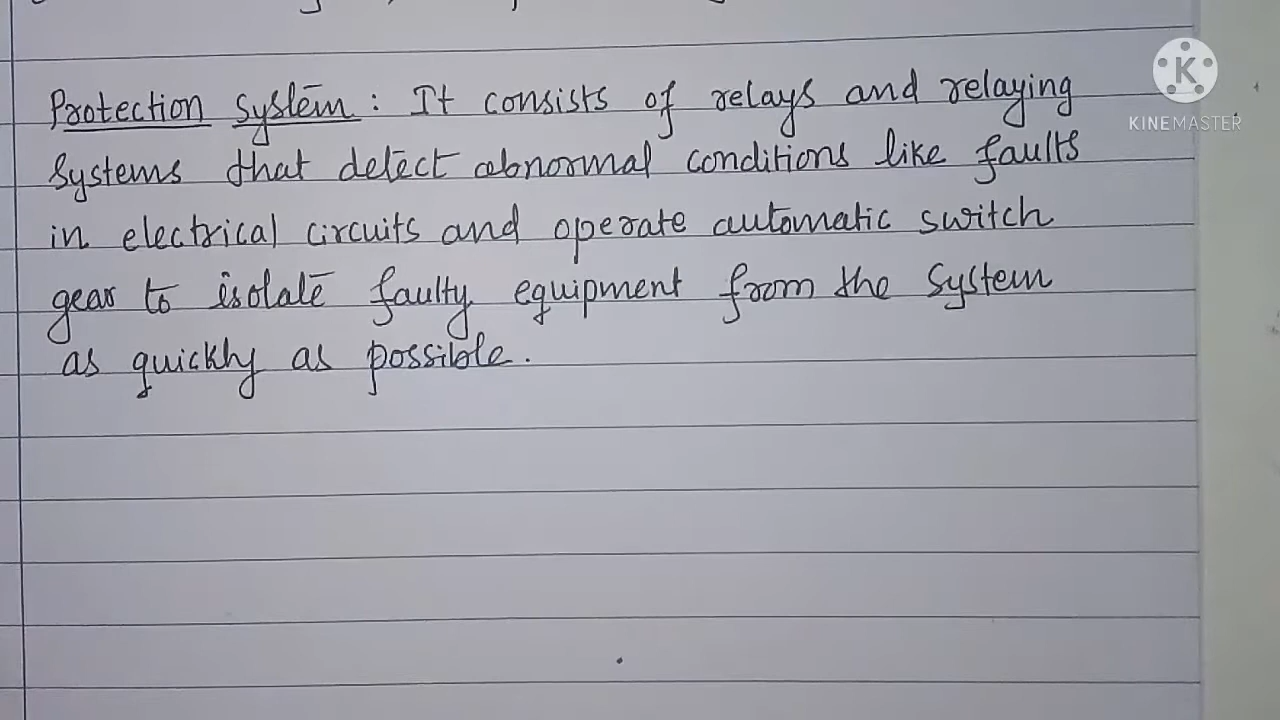 Protection system : It consists of relays and relaying
systems that detect abnormal conditions like faults
in electrical circuits and operate automatic switch
gear to isolate faulty equipment from the system
as quickly as possible.
K
KINEMASTER